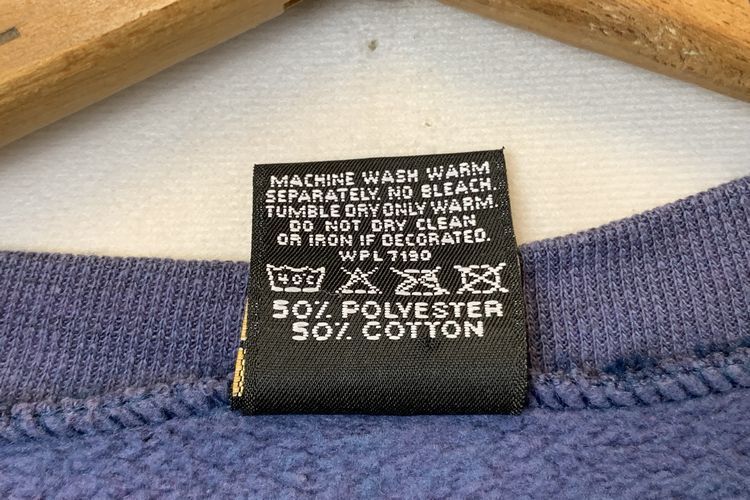 MACHINE WASH WARM
SEPARATELY. NO BLEACH.
TUMBLE DRY ONLY WARM.
DO NOT DRY CLEAN
OR IRON IF DECORATED.
WPL 7190
40°C
50% POLYESTER
50% COTTON